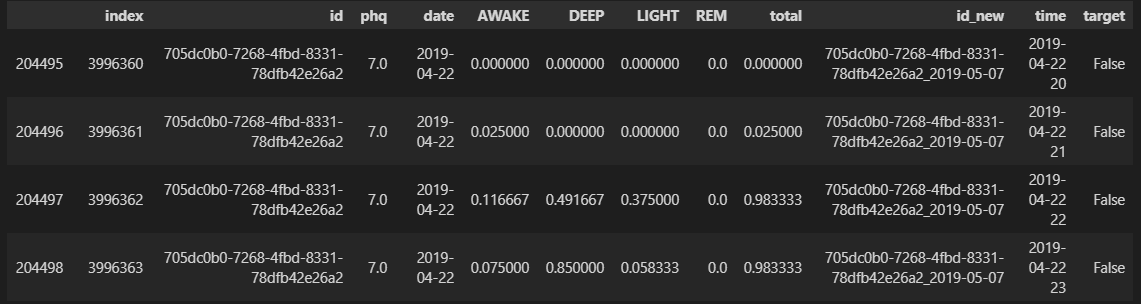 index id phq date AWAKE DEEP LIGHT REM total id_new time target
204495 3996360 705dc0b0-7268-4fbd-8331-78dfb42e26a2 7.0 2019-04-22 0.000000 0.000000 0.000000 0.0 0.000000 705dc0b0-7268-4fbd-8331-78dfb42e26a2_2019-05-07 2019-04-22 20 False
204496 3996361 705dc0b0-7268-4fbd-8331-78dfb42e26a2 7.0 2019-04-22 0.025000 0.000000 0.000000 0.0 0.025000 705dc0b0-7268-4fbd-8331-78dfb42e26a2_2019-05-07 2019-04-22 21 False
204497 3996362 705dc0b0-7268-4fbd-8331-78dfb42e26a2 7.0 2019-04-22 0.116667 0.491667 0.375000 0.0 0.983333 705dc0b0-7268-4fbd-8331-78dfb42e26a2_2019-05-07 2019-04-22 22 False
204498 3996363 705dc0b0-7268-4fbd-8331-78dfb42e26a2 7.0 2019-04-22 0.075000 0.850000 0.058333 0.0 0.983333 705dc0b0-7268-4fbd-8331-78dfb42e26a2_2019-05-07 2019-04-22 23 False